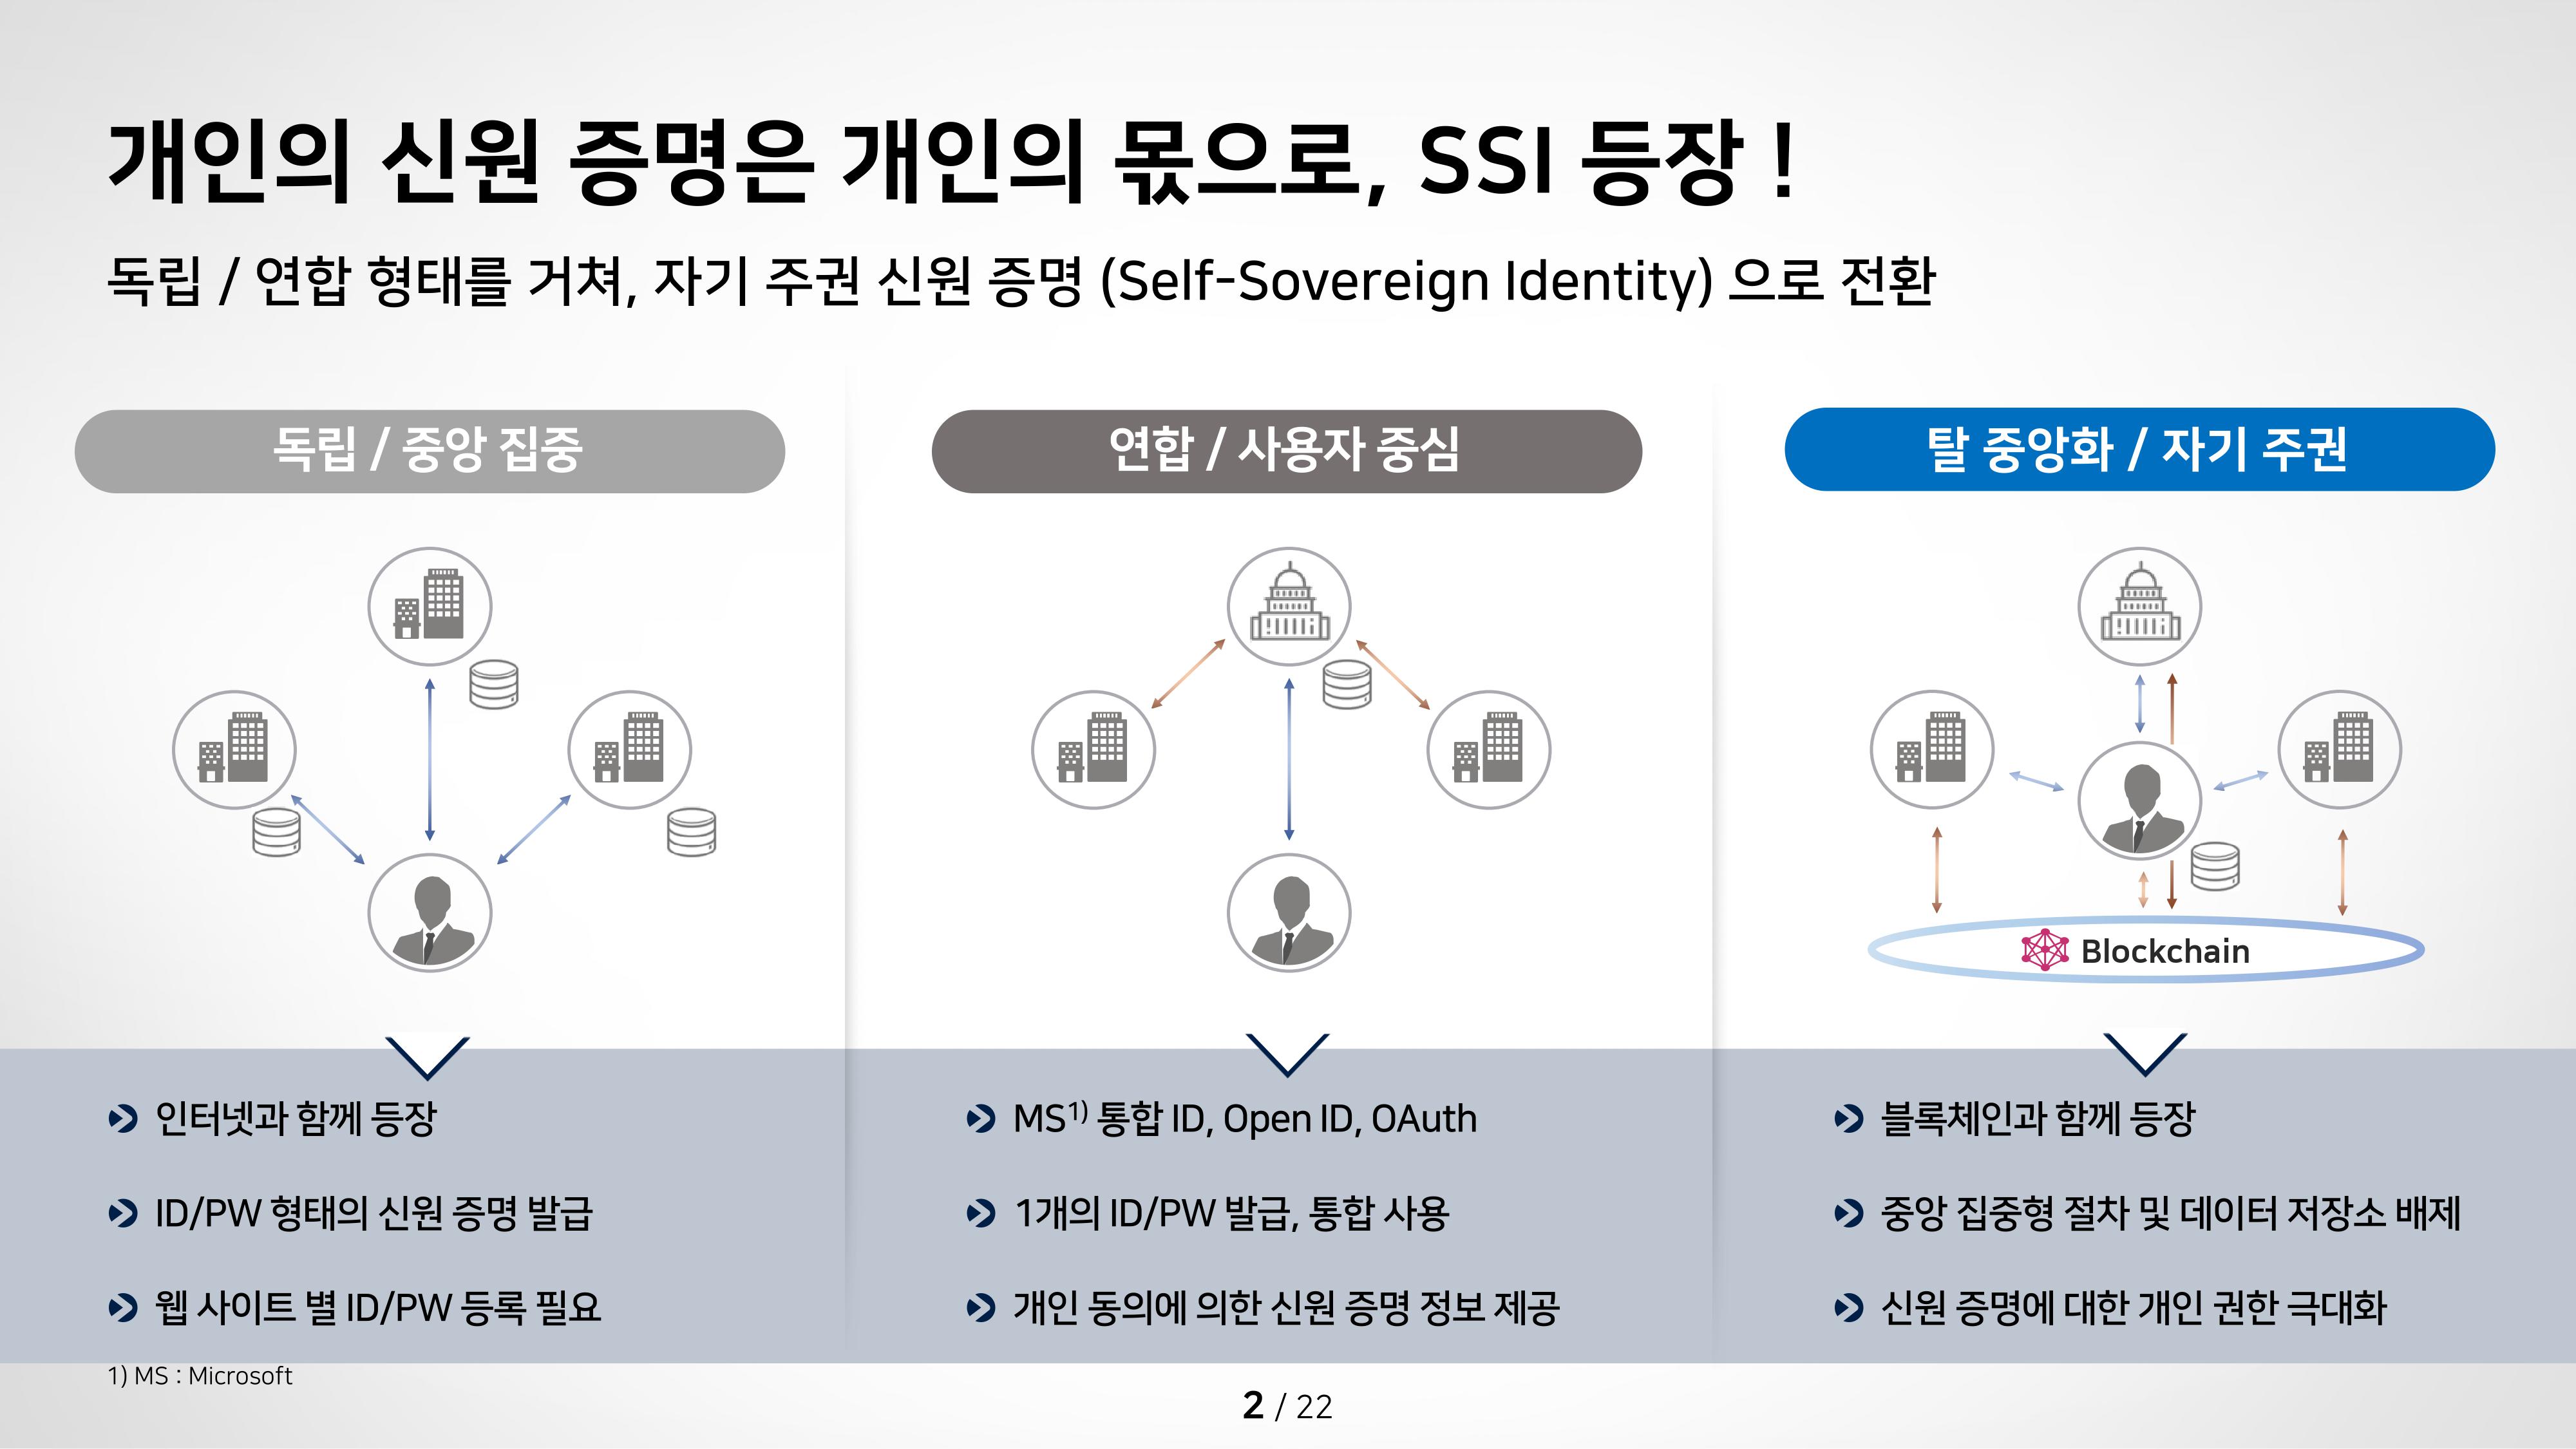 개인의 신원 증명은 개인의 몫으로, SSI 등장 !
독립 / 연합 형태를 거쳐, 자기 주권 신원 증명 (Self-Sovereign Identity) 으로 전환
독립 / 중앙 집중
연합 / 사용자 중심
탈 중앙화 / 자기 주권
Blockchain
인터넷과 함께 등장
ID/PW 형태의 신원 증명 발급
웹 사이트 별 ID/PW 등록 필요
MS1) 통합 ID, Open ID, OAuth
1개의 ID/PW 발급, 통합 사용
개인 동의에 의한 신원 증명 정보 제공
블록체인과 함께 등장
중앙 집중형 절차 및 데이터 저장소 배제
신원 증명에 대한 개인 권한 극대화
1) MS : Microsoft
2 / 22